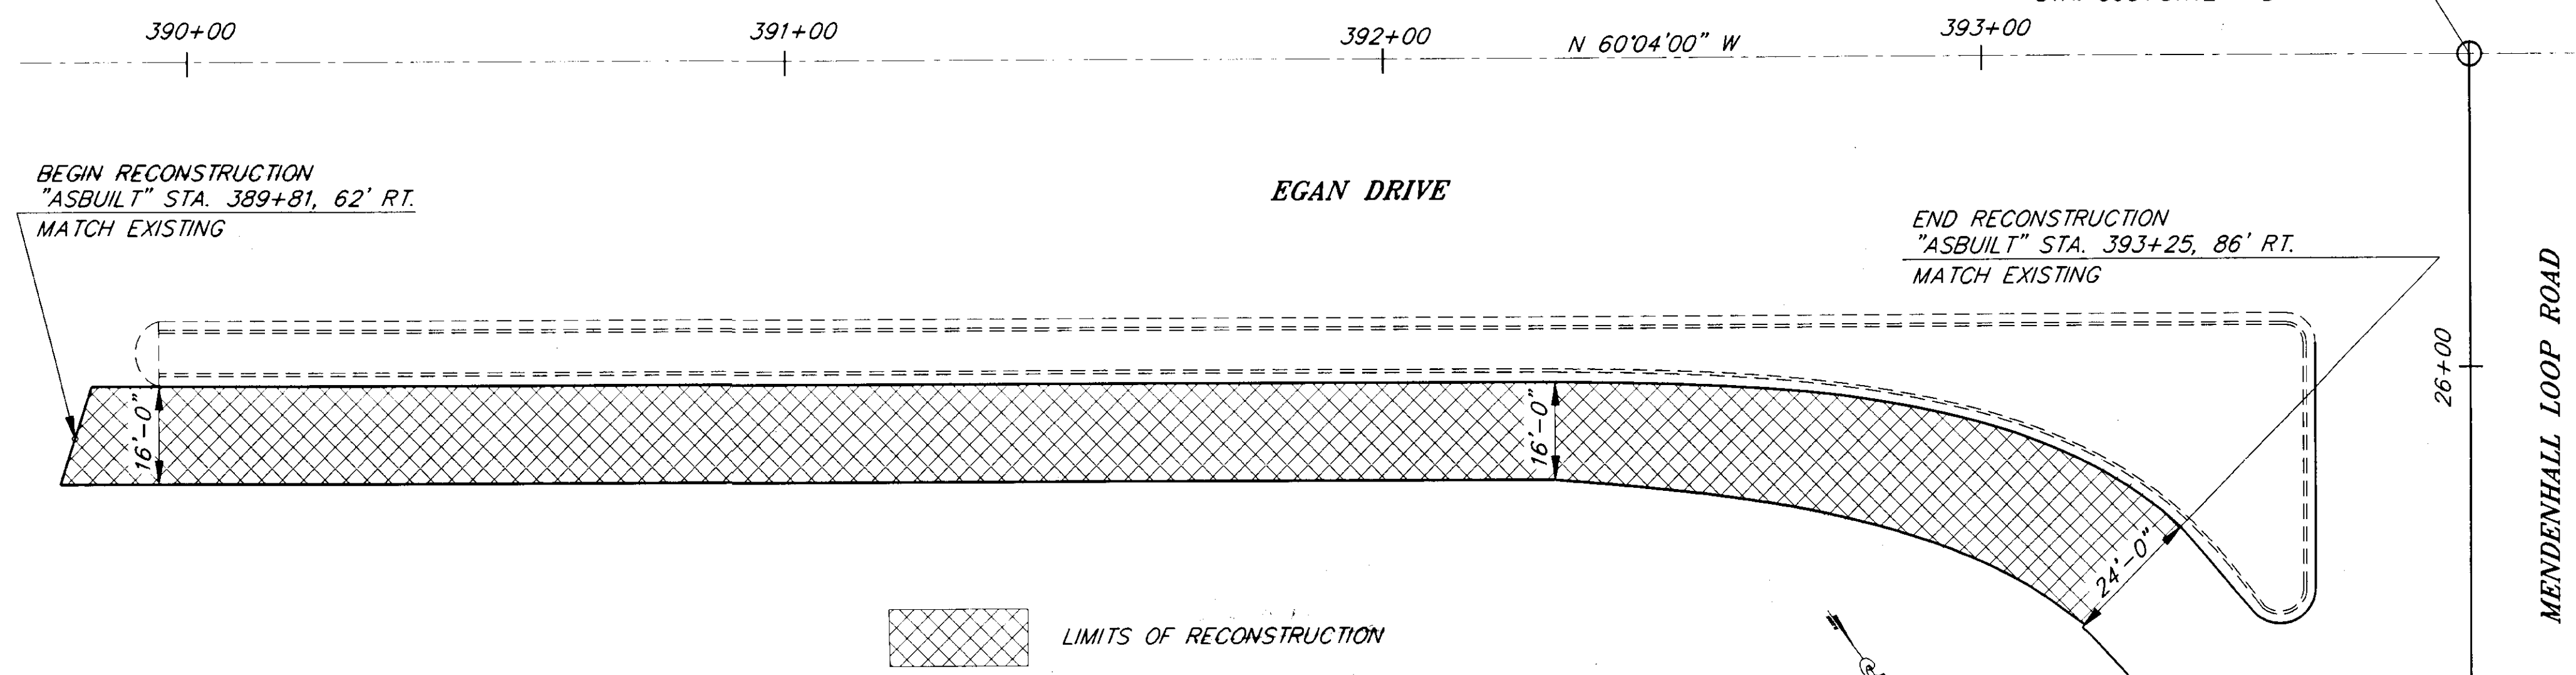 390+00
391+00
392+00
N 60°04'00" W
393+00
BEGIN RECONSTRUCTION
"ASBUILT" STA. 389+81, 62' RT.
MATCH EXISTING
EGAN DRIVE
END RECONSTRUCTION
"ASBUILT" STA. 393+25, 86' RT.
MATCH EXISTING
26+00
MENDENHALL LOOP ROAD
16'-0"
16'-0"
24'-0"
LIMITS OF RECONSTRUCTION